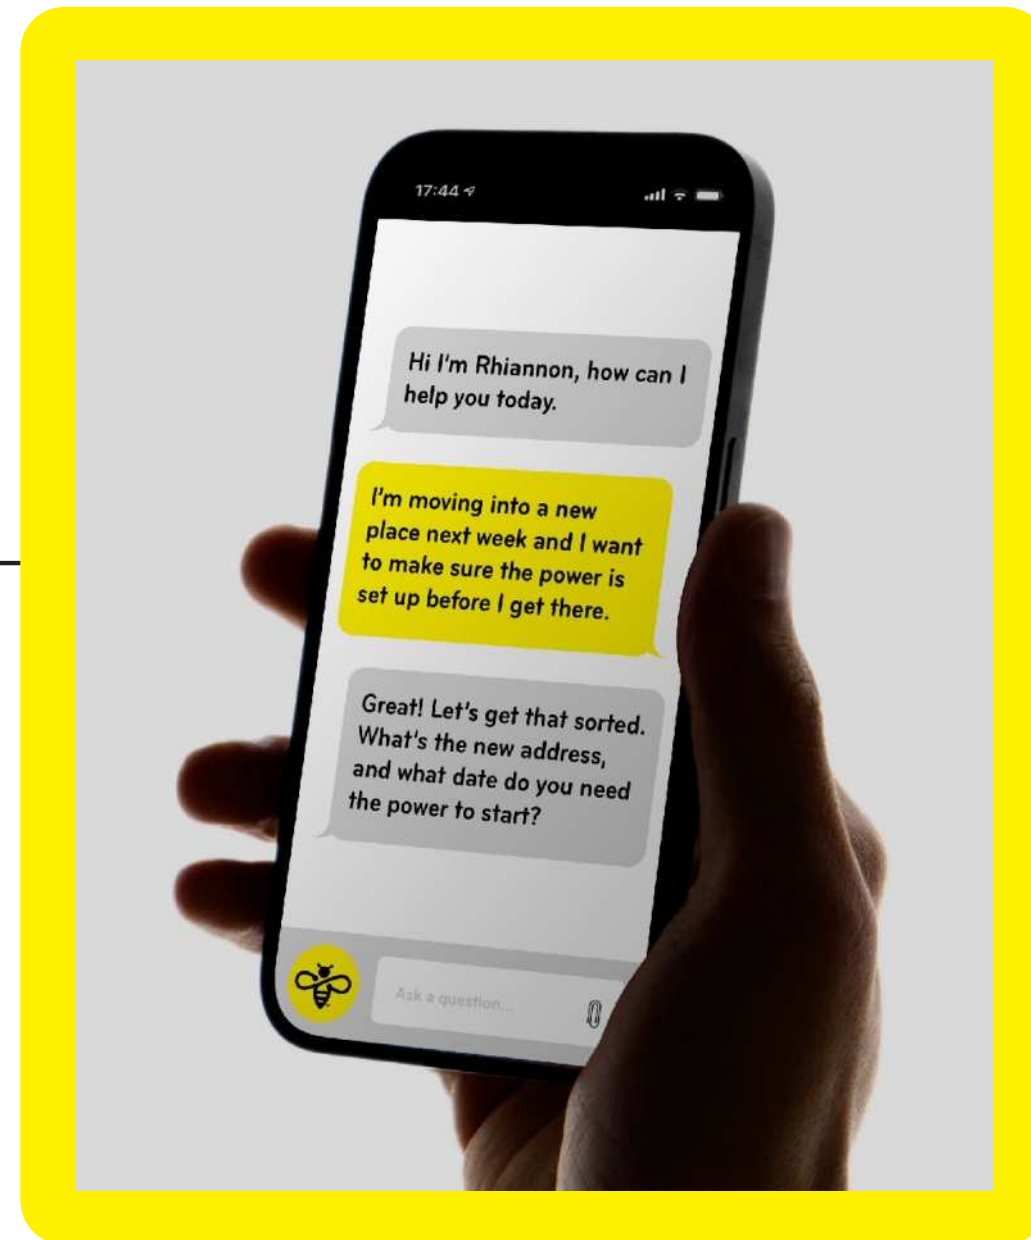 17:44
Hi I'm Rhiannon, how can I
help you today.
I'm moving into a new
place next week and I want
to make sure the power is
set up before I get there.
Great! Let's get that sorted.
What's the new address,
and what date do you need
the power to start?
Ask a question...